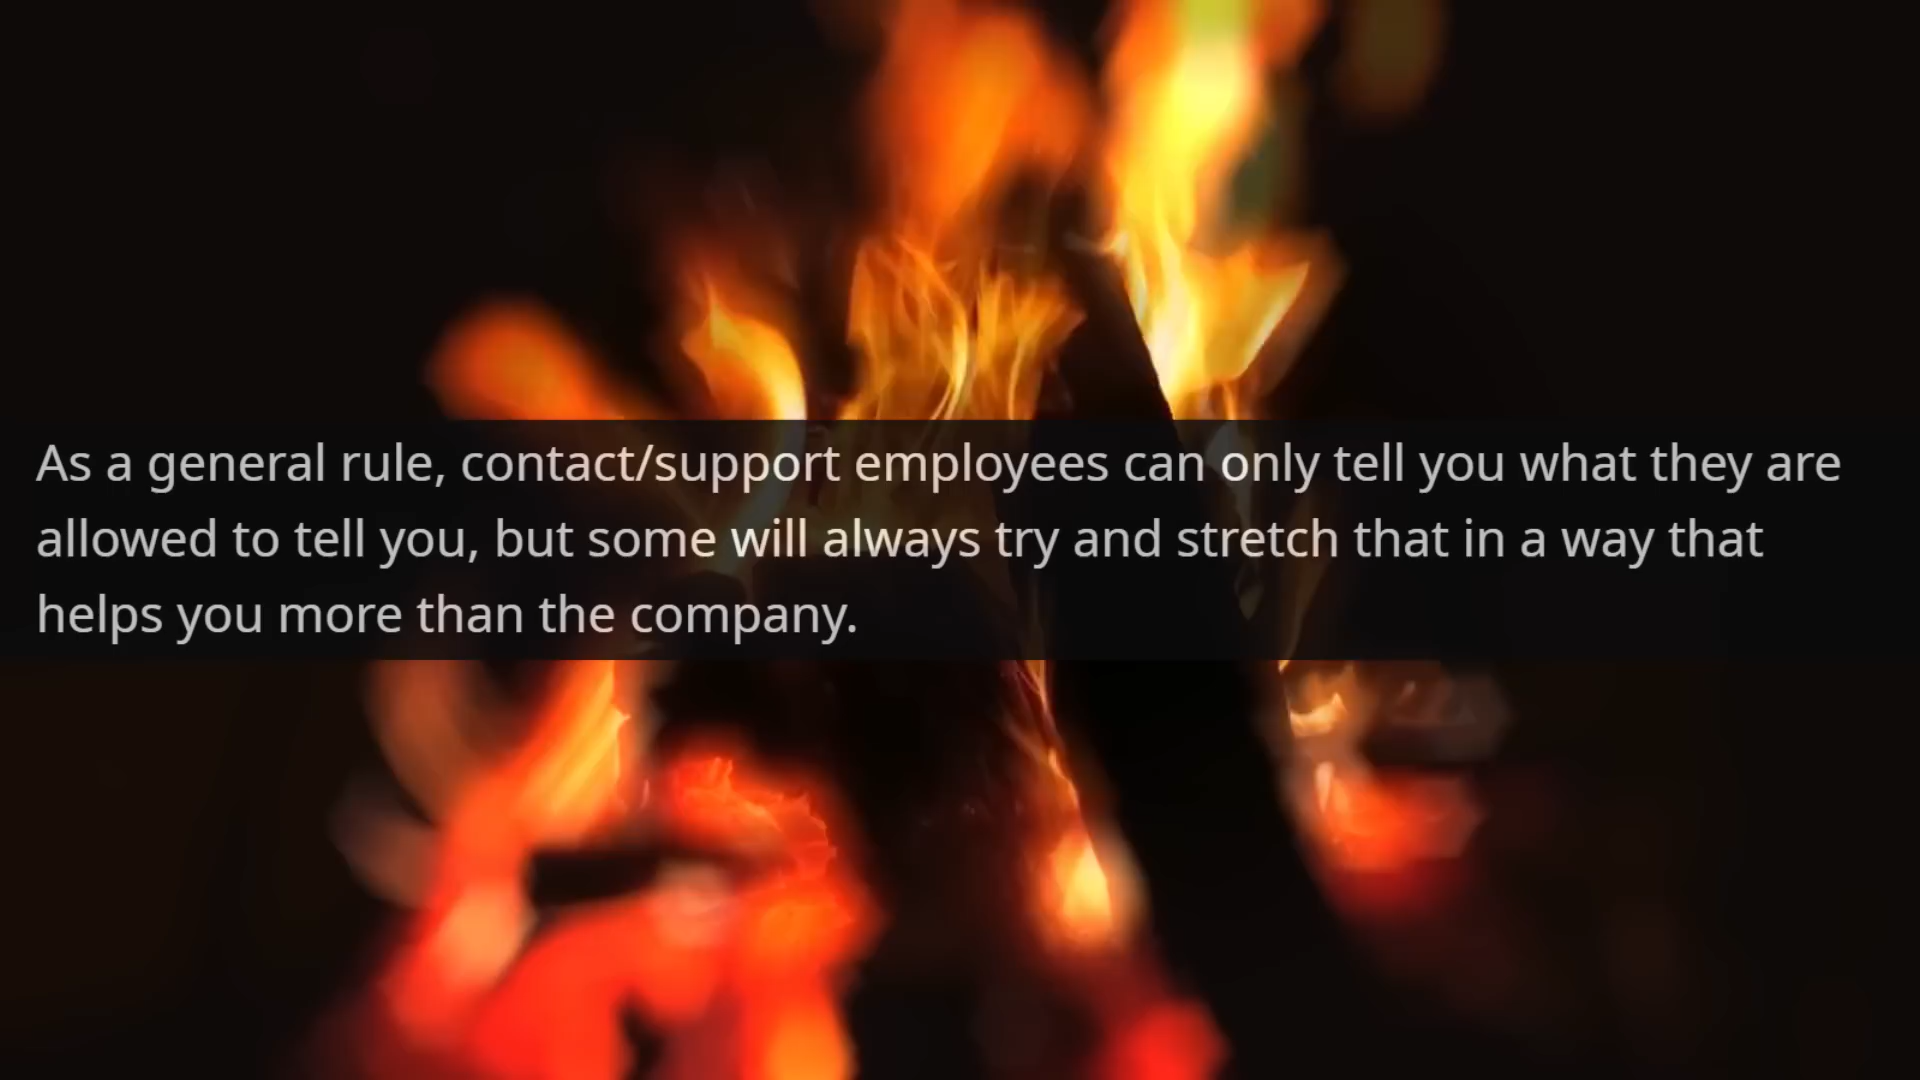 As a general rule, contact/support employees can only tell you what they are
allowed to tell you, but some will always try and stretch that in a way that
helps you more than the company.